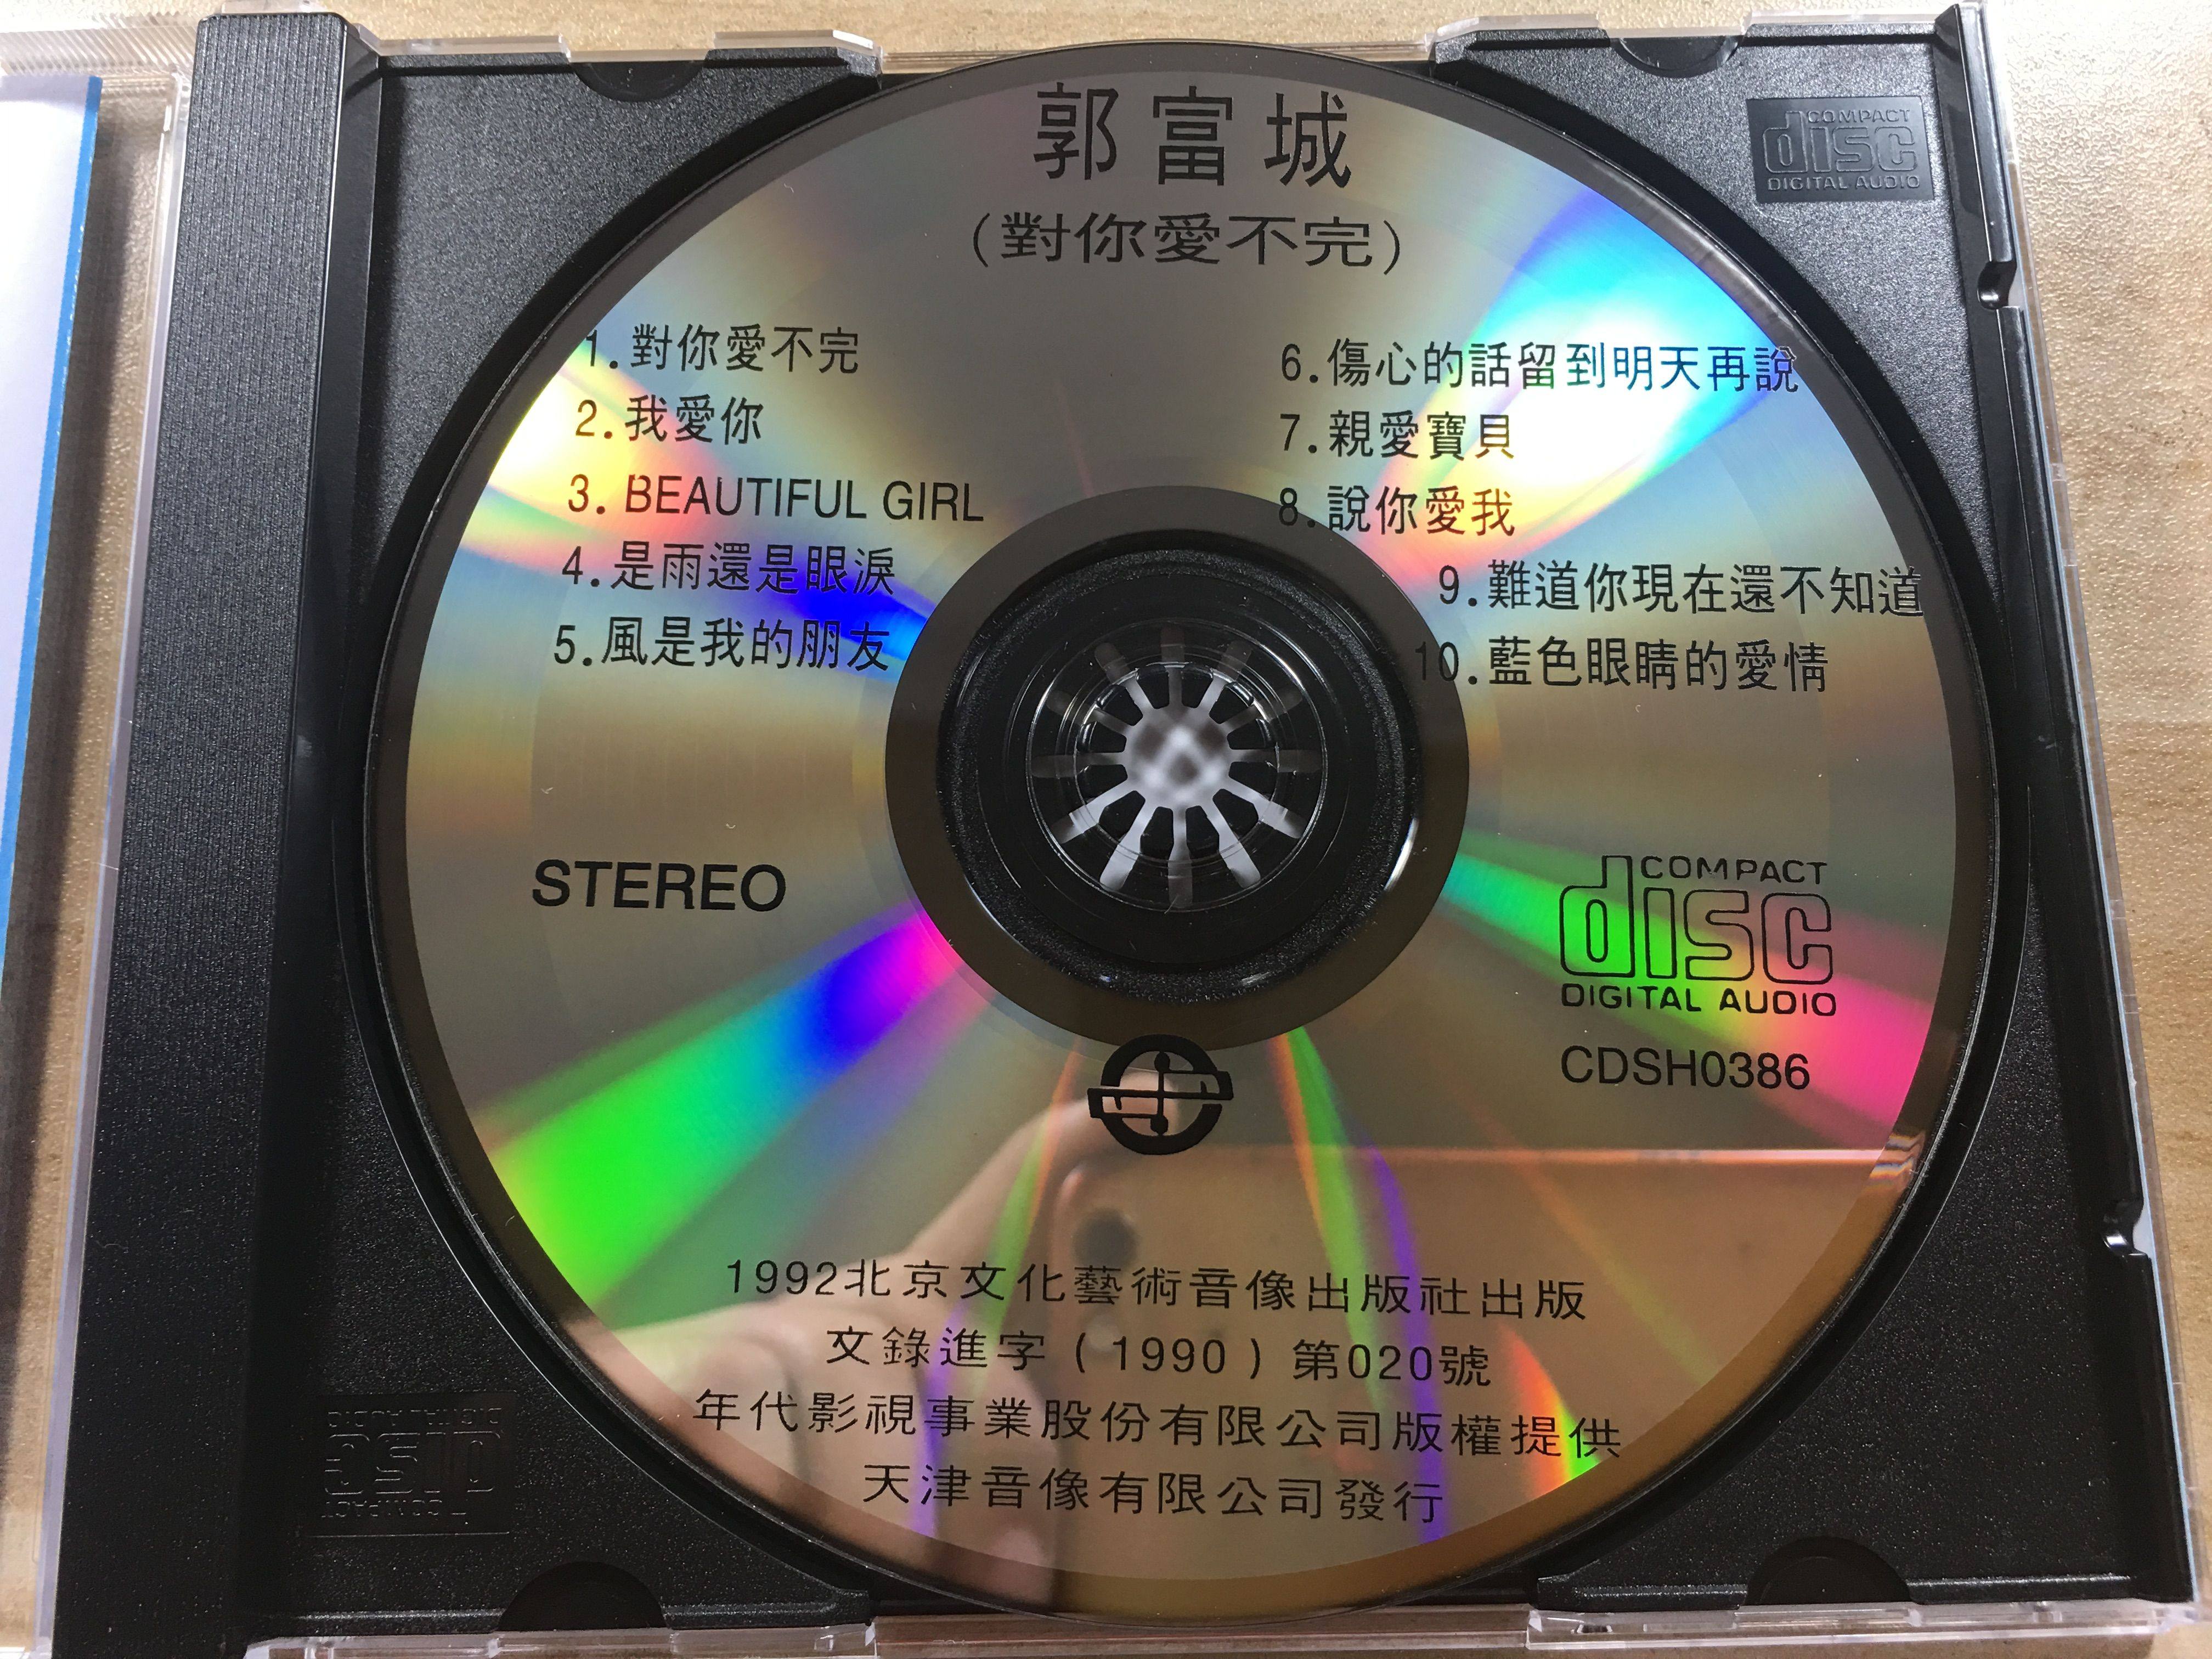 郭富城
(對你愛不完)
1.對你愛不完
2.我愛你
3.BEAUTIFUL GIRL
4.是雨還是眼淚
5.風是我的朋友
6.傷心的話留到明天再說
7.親愛寶貝
8.說你愛我
9.難道你現在還不知道
10.藍色眼睛的愛情
STEREO
COMPACT
disc
DIGITAL AUDIO
CDSH0386
1992北京文化藝術音像出版社出版
文錄進字(1990)第020號
年代影視事業股份有限公司版權提供
天津音像有限公司發行
COMPACT
disc
DIGITAL AUDIO
COMPACT
disc
DIGITAL AUDIO